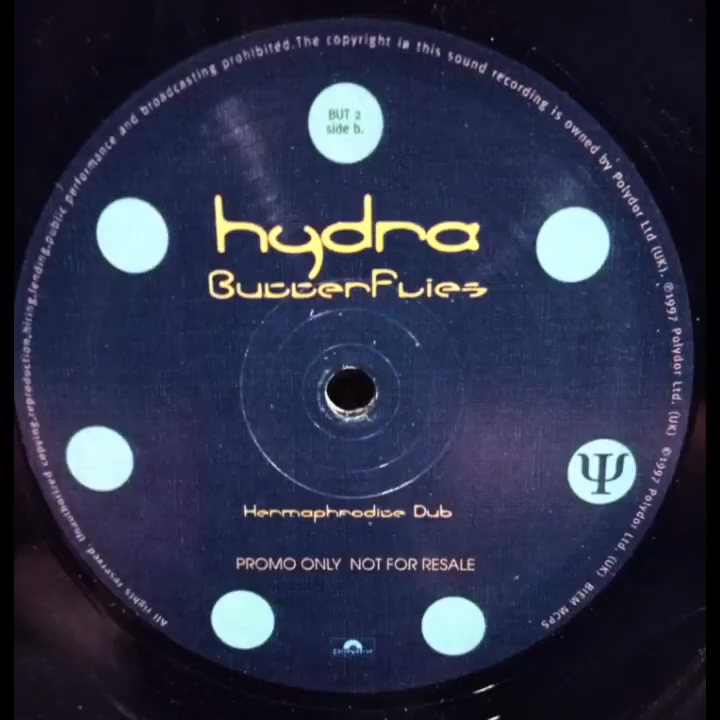 BUT 2
side b.
hydra
Butterflies
Hermaphrodite Dub
PROMO ONLY NOT FOR RESALE
polydor
All rights reserved. Unauthorized copying, reproduction, hiring, lending, public performance and broadcasting prohibited. The copyright in this sound recording is owned by Polydor Ltd (UK). ℗1997 Polydor Ltd. (UK) ©1997 Polydor Ltd. (UK) BIEM MCPS
Ψ